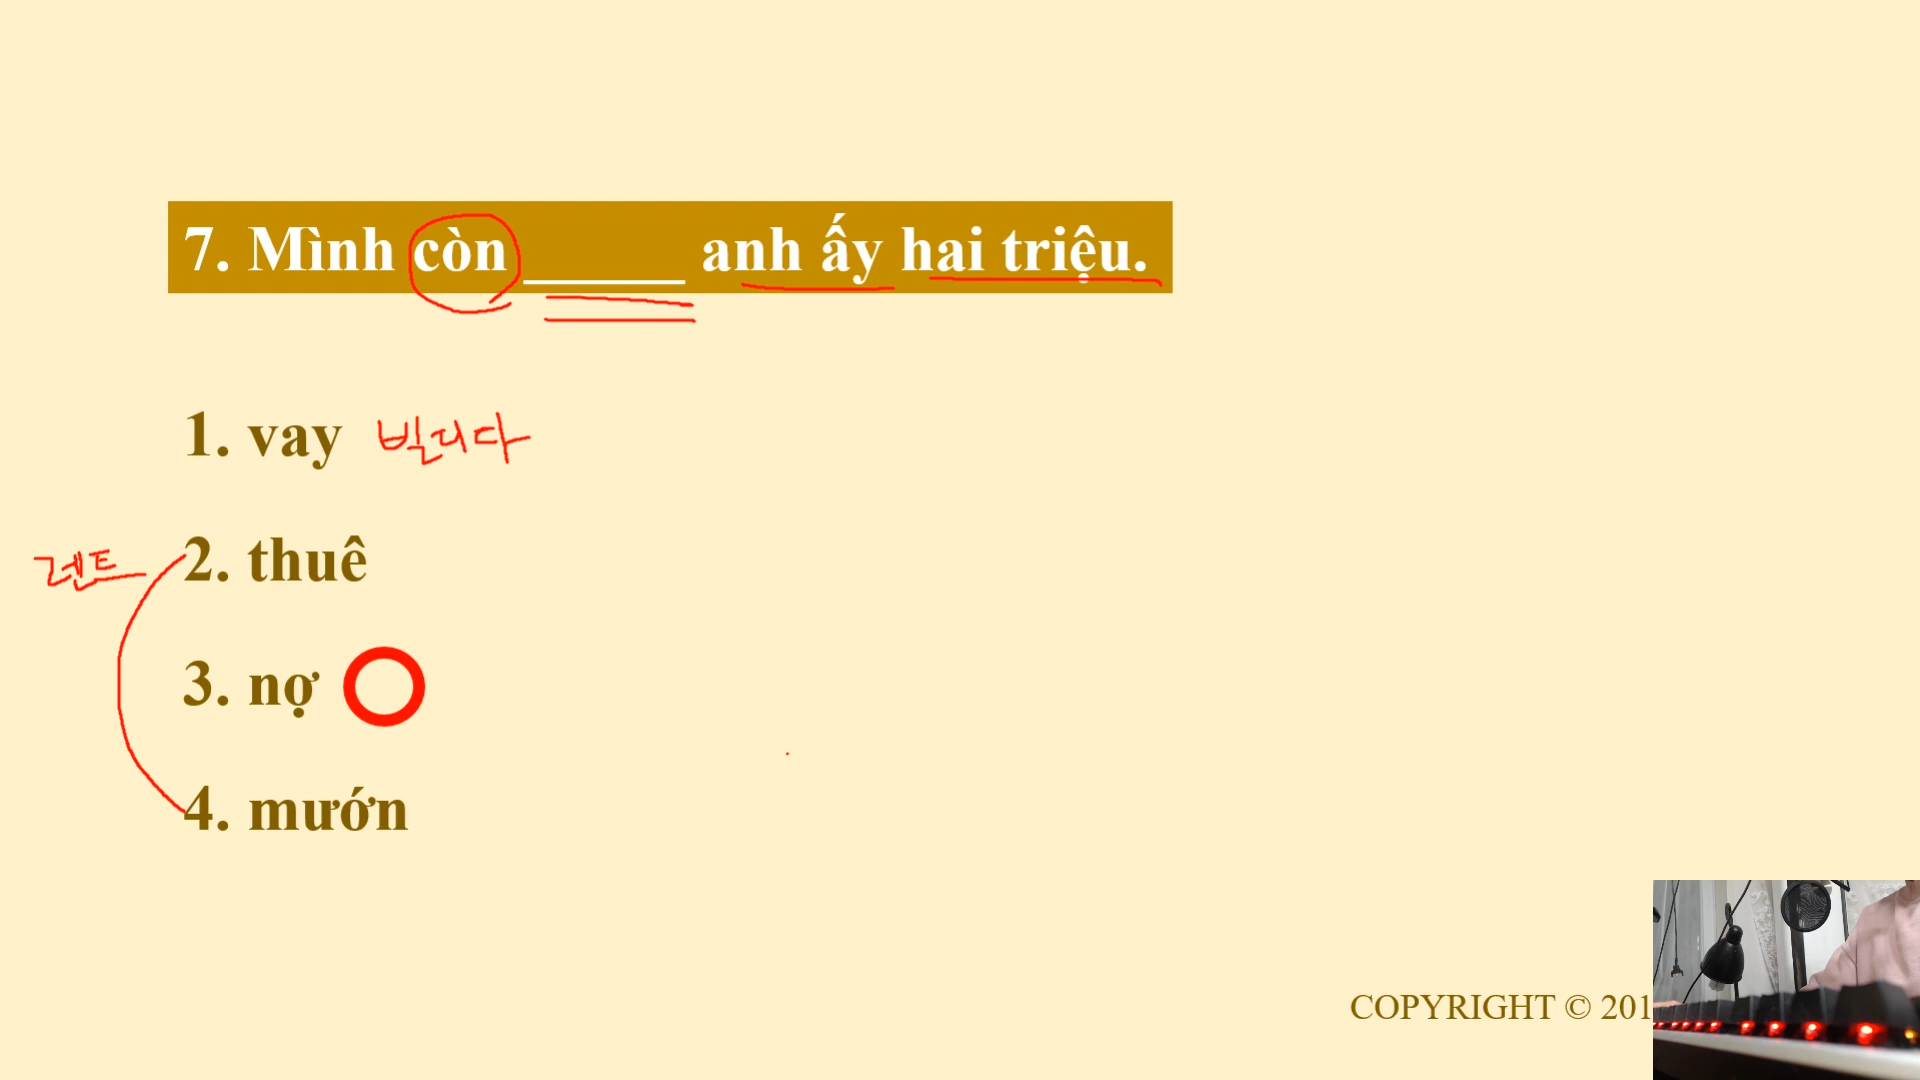 7. Mình còn _____ anh ấy hai triệu.
1. vay 빌리다
렌트 2. thuê
3. nợ
4. mướn
COPYRIGHT © 201